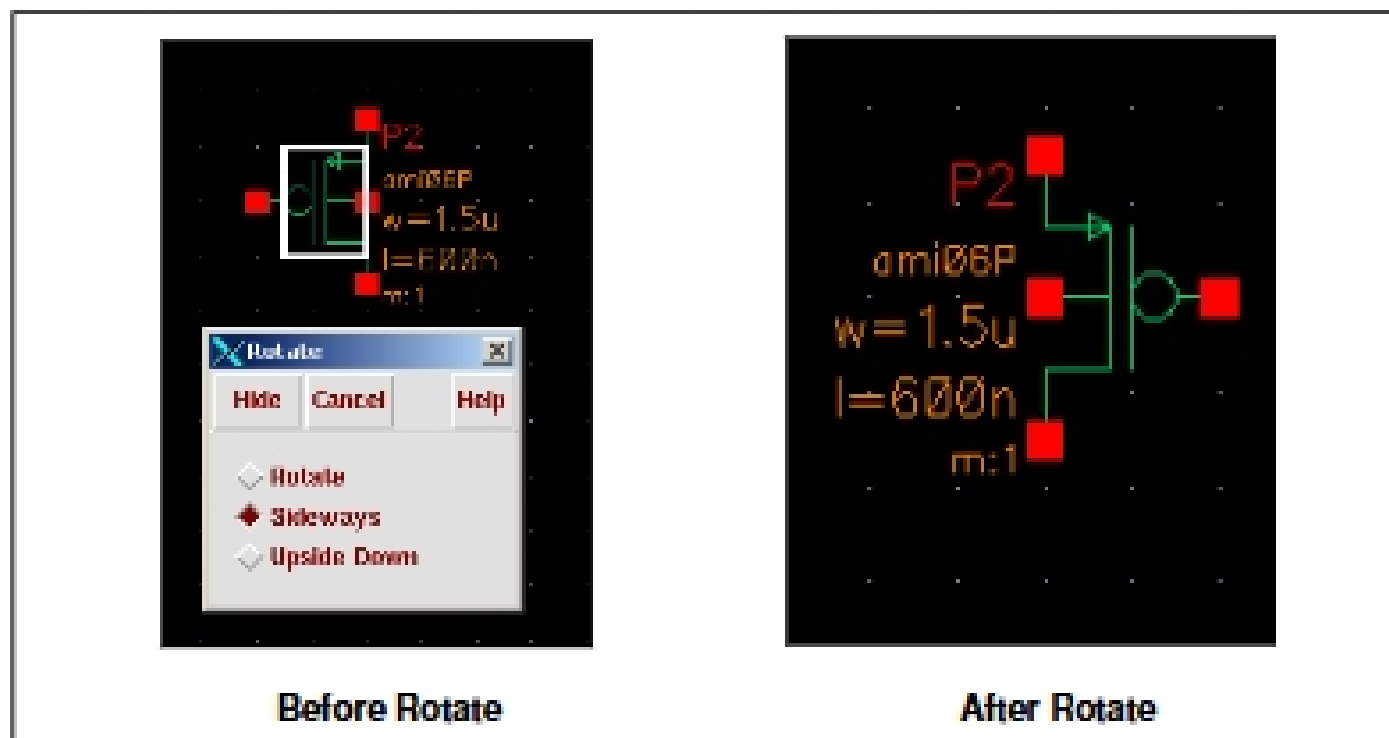 P2
ami06P
w=1.5u
l=600n
m:1
Rotate
Hide Cancel Help
Rotate
Sideways
Upside Down
Before Rotate
P2
ami06P
w=1.5u
l=600n
m:1
After Rotate